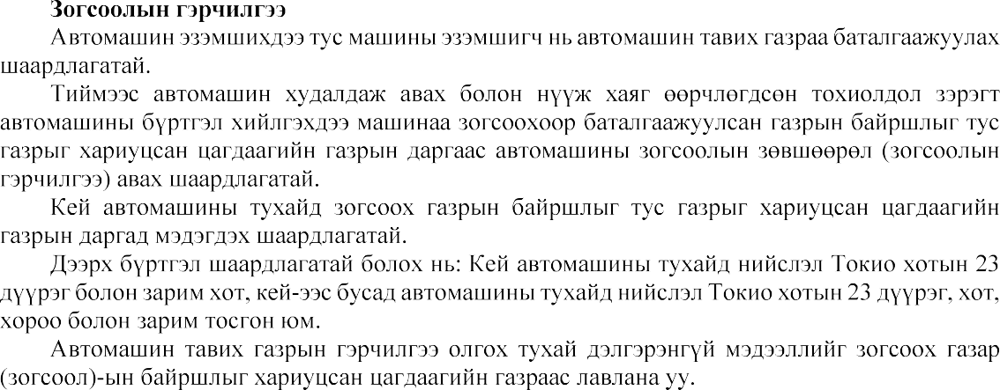 Зогсоолын гэрчилгээ
Автомашин эзэмшихдээ тус машины эзэмшигч нь автомашин тавих газраа баталгаажуулах
шаардлагатай.
Тиймээс автомашин худалдаж авах болон нүүж хаяг өөрчлөгдсөн тохиолдол зэрэгт
автомашины бүртгэл хийлгэхдээ машинаа зогсоохоор баталгаажуулсан газрын байршлыг тус
газрыг хариуцсан цагдаагийн газрын даргаас автомашины зогсоолын зөвшөөрөл (зогсоолын
гэрчилгээ) авах шаардлагатай.
Кей автомашины тухайд зогсоох газрын байршлыг тус газрыг хариуцсан цагдаагийн
газрын даргад мэдэгдэх шаардлагатай.
Дээрх бүртгэл шаардлагатай болох нь: Кей автомашины тухайд нийслэл Токио хотын 23
дүүрэг болон зарим хот, кей-ээс бусад автомашины тухайд нийслэл Токио хотын 23 дүүрэг, хот,
хороо болон зарим тосгон юм.
Автомашин тавих газрын гэрчилгээ олгох тухай дэлгэрэнгүй мэдээллийг зогсоох газар
(зогсоол)-ын байршлыг хариуцсан цагдаагийн газраас лавлана уу.